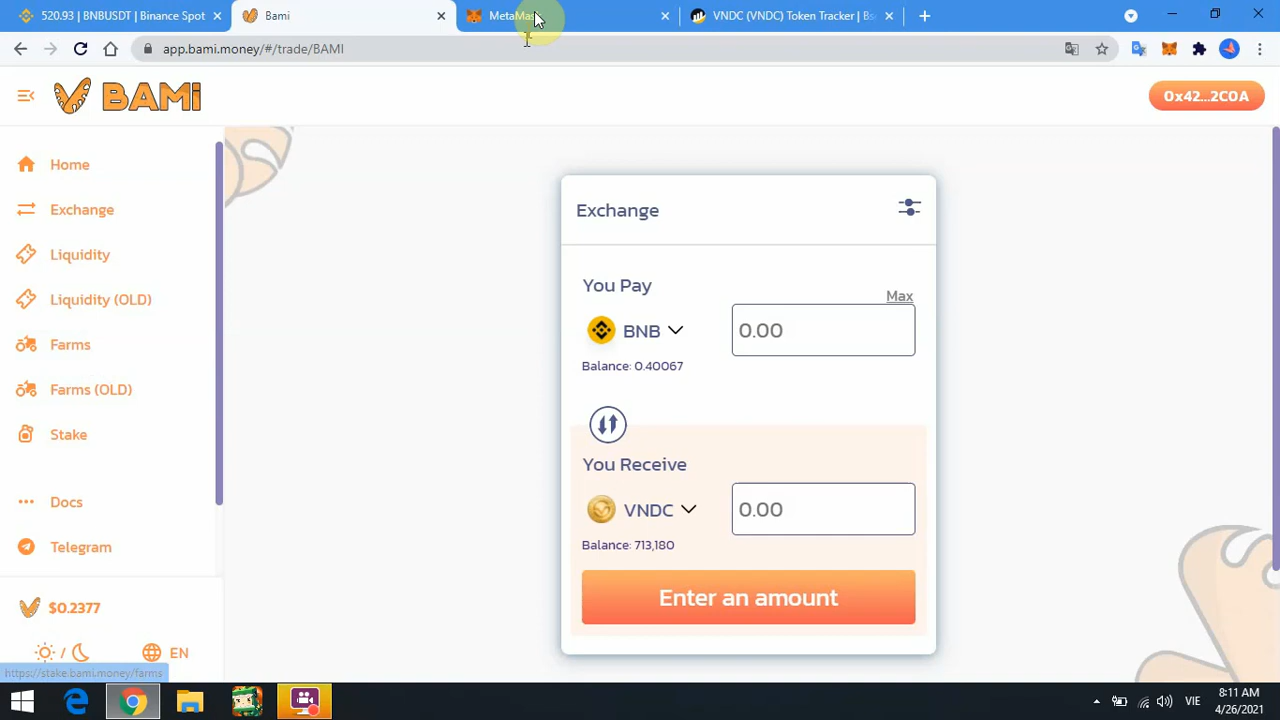 520.93 | BNBUSDT | Binance Spot
Bami
MetaMas
VNDC (VNDC) Token Tracker | Bs
app.bami.money/#/trade/BAMI
BAMi
0x42...2C0A
Home
Exchange
Liquidity
Liquidity (OLD)
Farms
Farms (OLD)
Stake
Docs
Telegram
$0.2377
/
EN
https://stake.bami.money/farms
Exchange
You Pay
Max
BNB
0.00
Balance: 0.40067
You Receive
VNDC
0.00
Balance: 713,180
Enter an amount
VIE
8:11 AM
4/26/2021